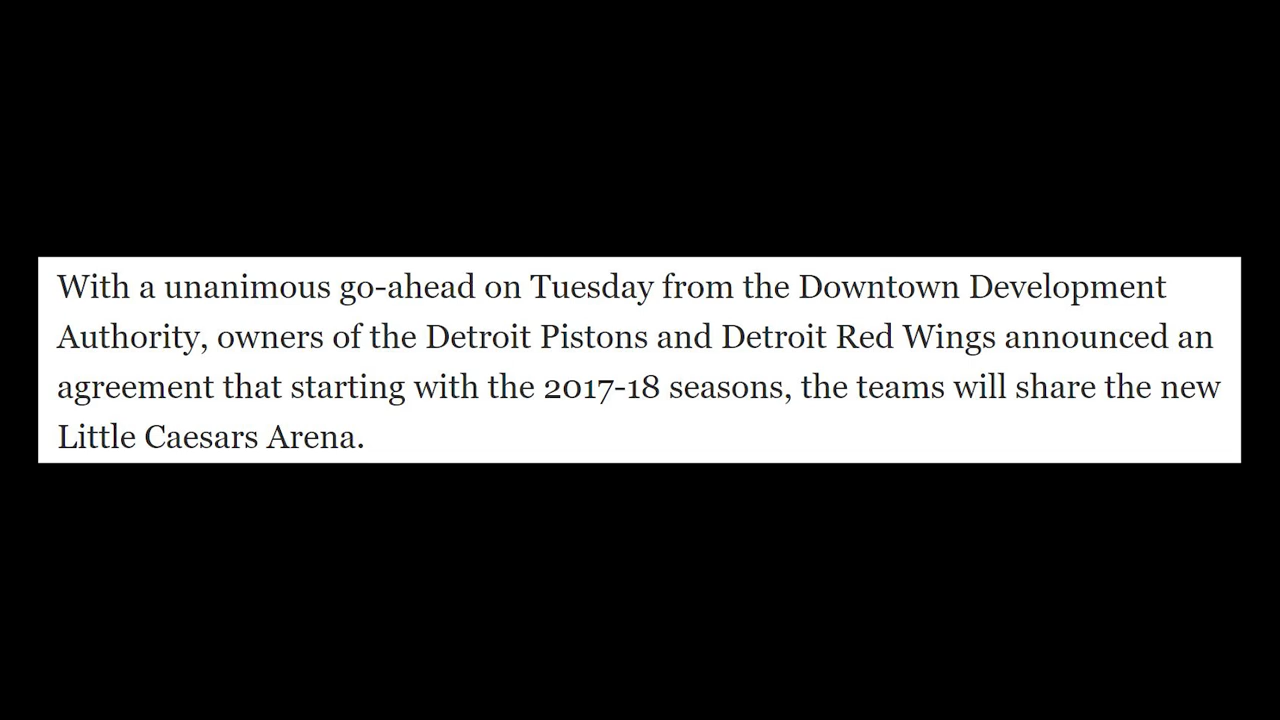 With a unanimous go-ahead on Tuesday from the Downtown Development
Authority, owners of the Detroit Pistons and Detroit Red Wings announced an
agreement that starting with the 2017-18 seasons, the teams will share the new
Little Caesars Arena.